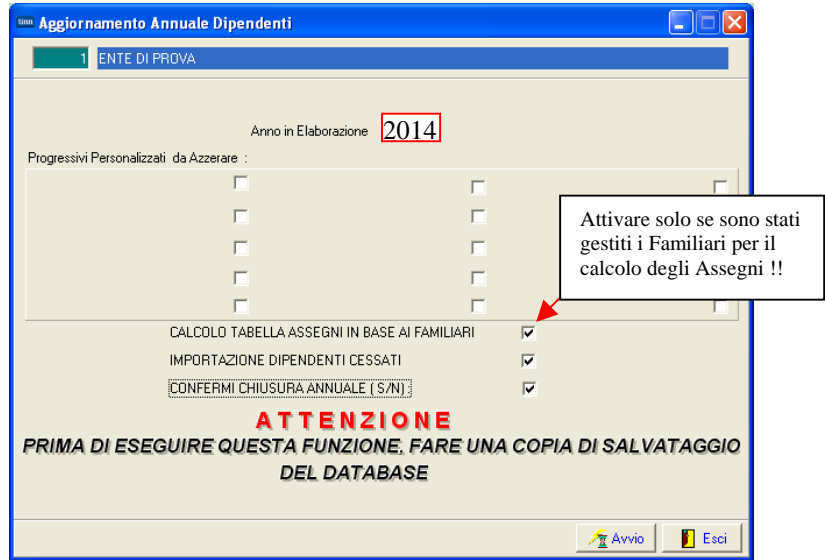 tinn Aggiornamento Annuale Dipendenti
1 ENTE DI PROVA
Anno in Elaborazione 2014
Progressivi Personalizzati da Azzerare :
Attivare solo se sono stati
gestiti i Familiari per il
calcolo degli Assegni !!
CALCOLO TABELLA ASSEGNI IN BASE AI FAMILIARI
IMPORTAZIONE DIPENDENTI CESSATI
CONFERMI CHIUSURA ANNUALE ( S/N) :
ATTENZIONE
PRIMA DI ESEGUIRE QUESTA FUNZIONE, FARE UNA COPIA DI SALVATAGGIO
DEL DATABASE
Avvio Esci